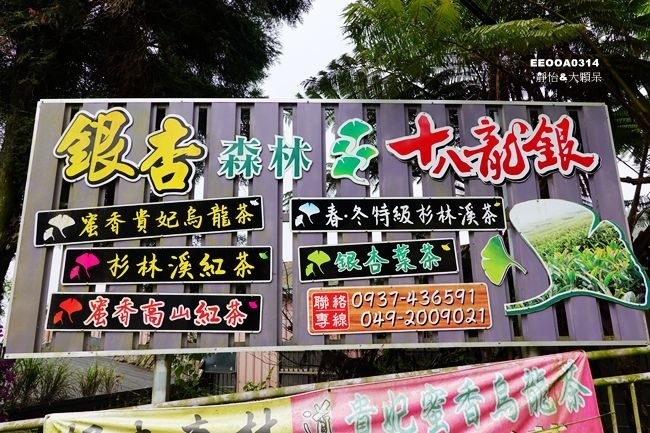 EEOOA0314
靜怡&大顆呆
銀杏森林 十八龍銀
蜜香貴妃烏龍茶
春·冬特級杉林溪茶
杉林溪紅茶
銀杏葉茶
蜜香高山紅茶
聯絡專線
0937-436591
049-2009021
道 貴妃蜜香烏龍茶